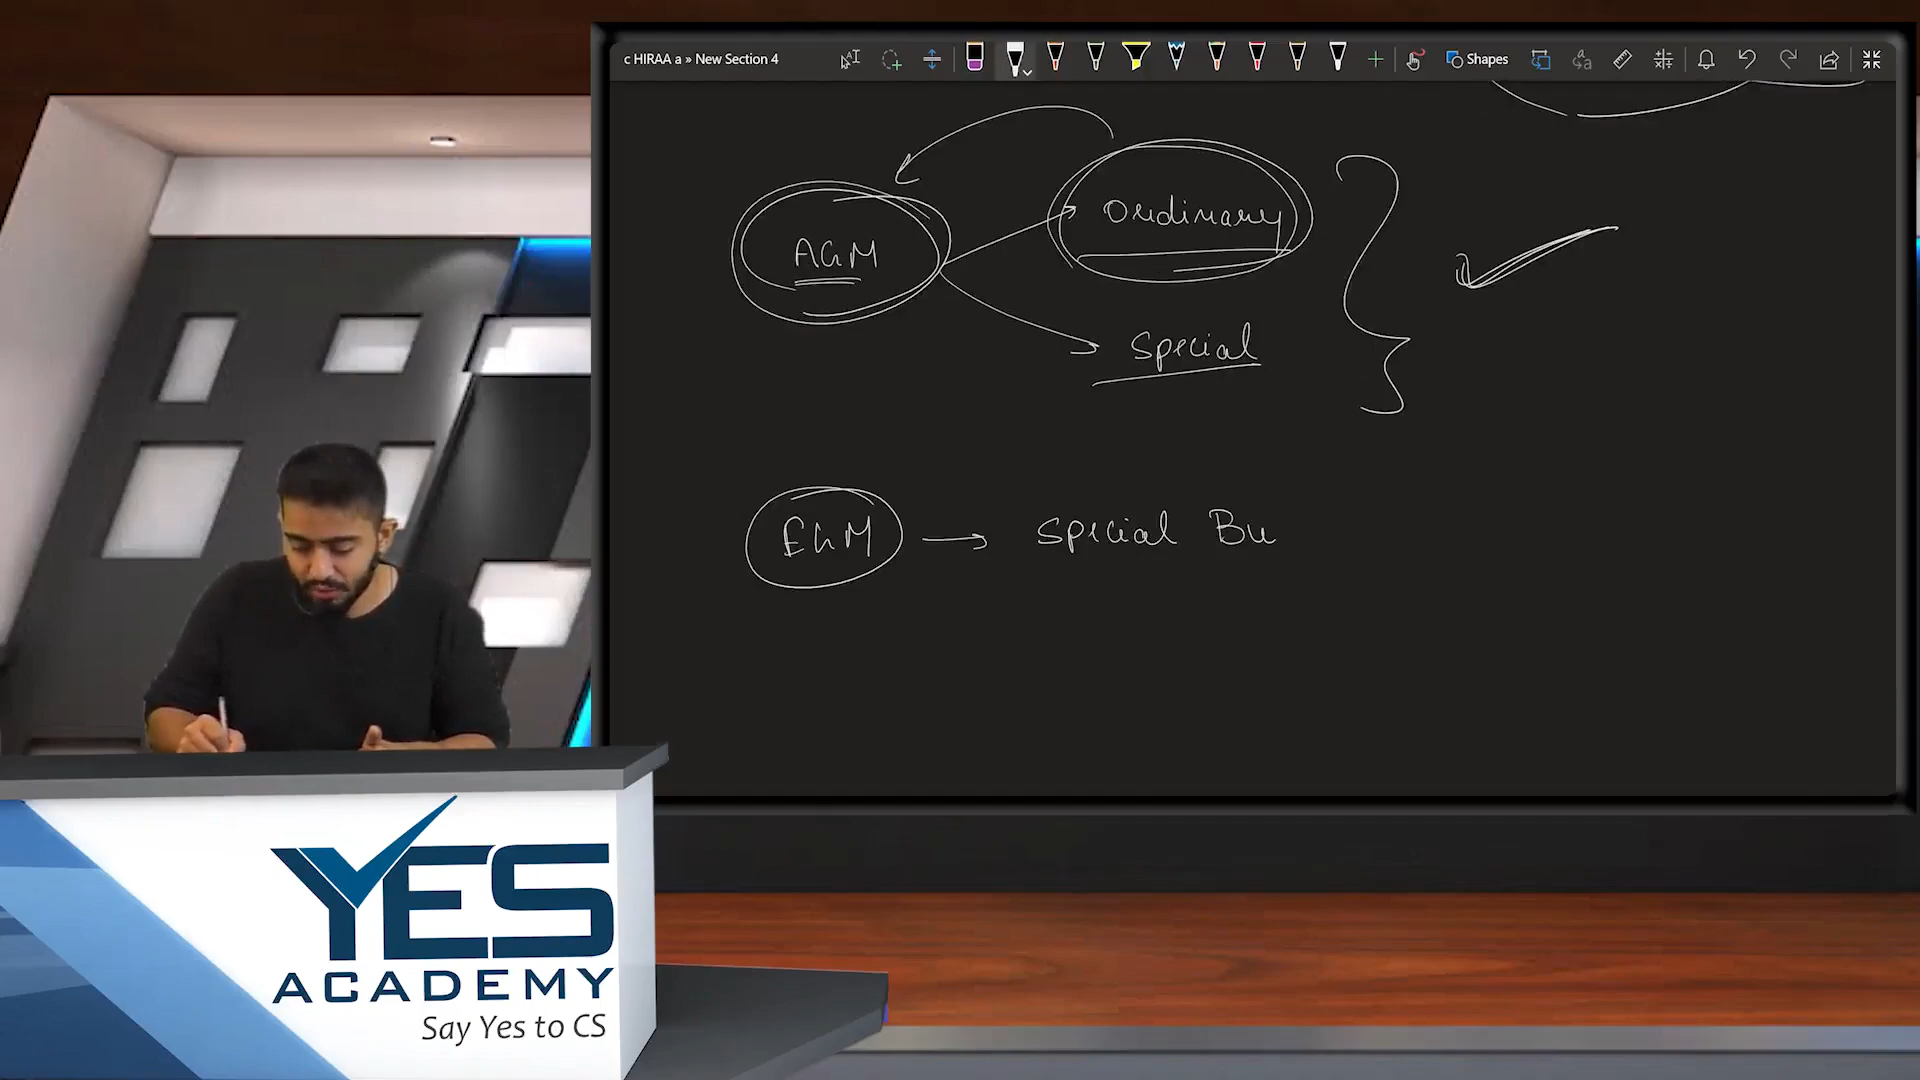 c HIRAA a » New Section 4
Shapes
Ordinary
AGM
Special
EGM → Special Bu
YES
ACADEMY
Say Yes to CS